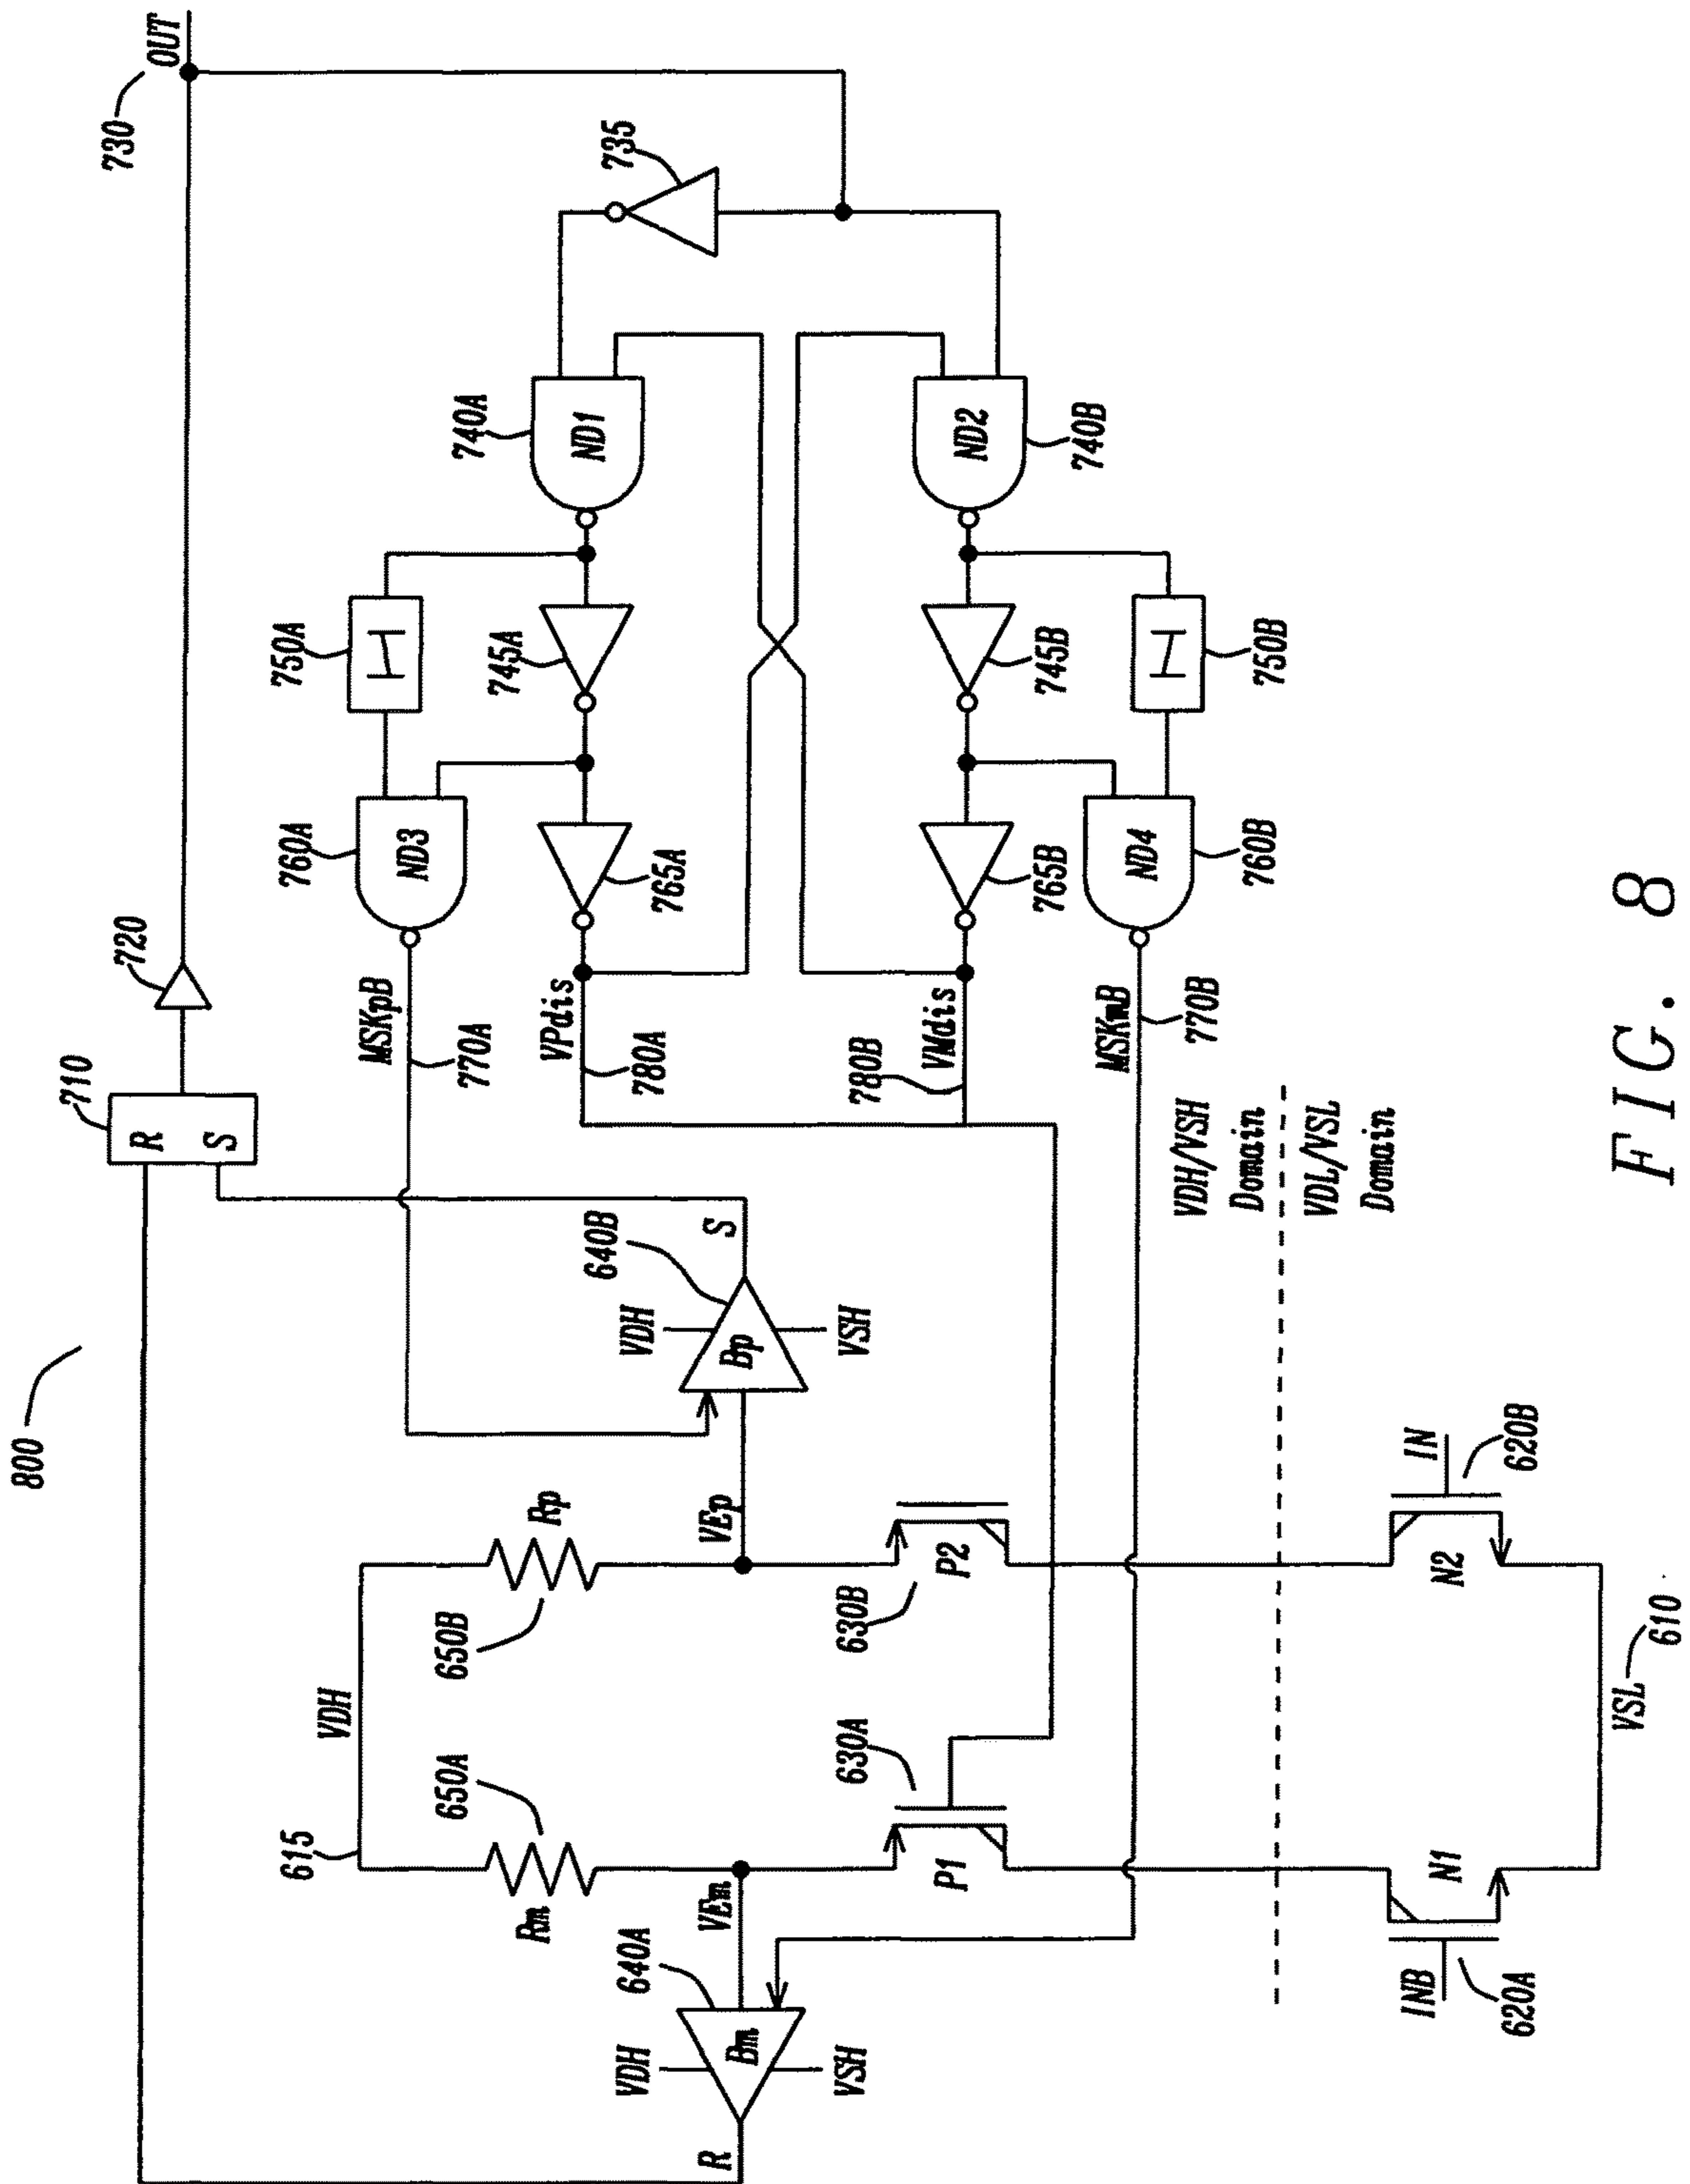 800
710
R
S
720
730
OUT
735
740A
ND1
740B
ND2
750A
745A
745B
750B
760A
ND3
765A
765B
760B
ND4
MSKpB
770A
VPdis
780A
VMdis
780B
MSKmB
770B
VDH/VSH
Domain
VDL/VSL
Domain
640B
S
VDH
Bp
VSH
VDH
615
650B
Rp
VEp
650A
Rm
VEm
630B
P2
630A
P1
640A
VDH
Bm
VSH
R
IN
620B
N2
N1
INB
620A
VSL
610
FIG. 8